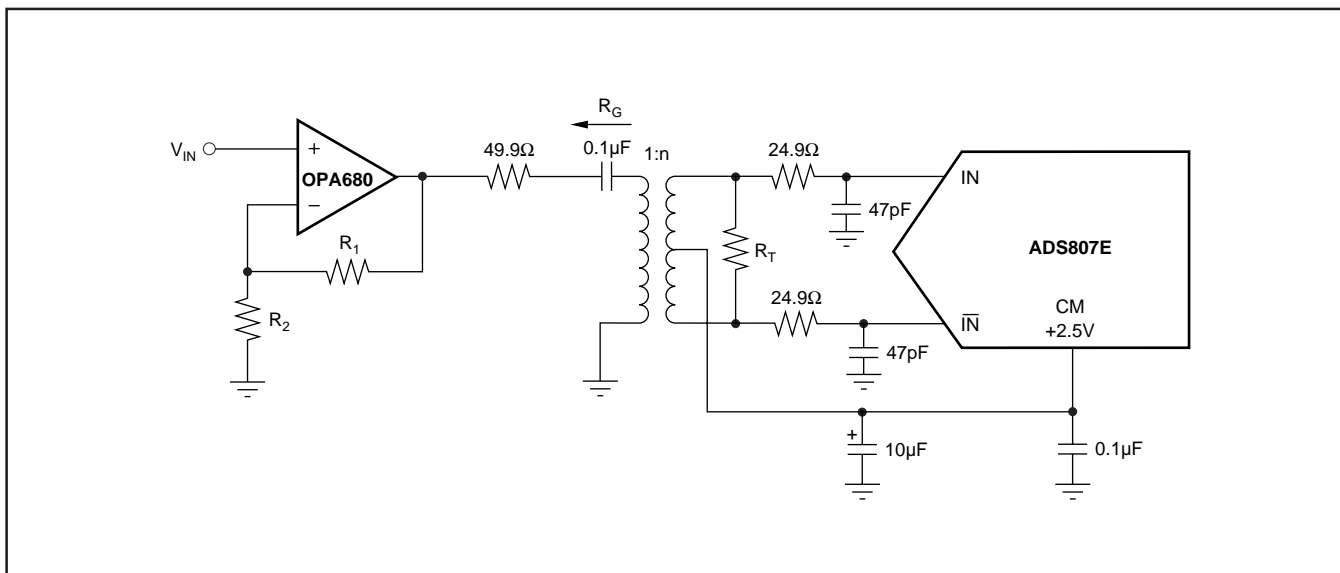 R_G
0.1µF
1:n
49.9Ω
24.9Ω
V_IN
+
OPA680
−
IN
47pF
ADS807E
R_1
R_T
R_2
24.9Ω
I̅N̅
CM
+2.5V
47pF
+
10µF
0.1µF